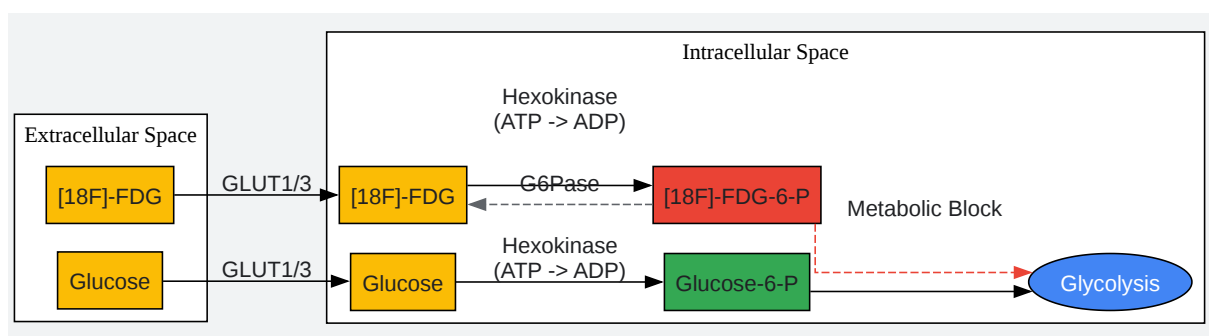 Intracellular Space
Hexokinase
(ATP -> ADP)
Extracellular Space
[18F]-FDG
GLUT1/3
[18F]-FDG
G6Pase
[18F]-FDG-6-P
Metabolic Block
Glucose
GLUT1/3
Glucose
Hexokinase
(ATP -> ADP)
Glucose-6-P
Glycolysis